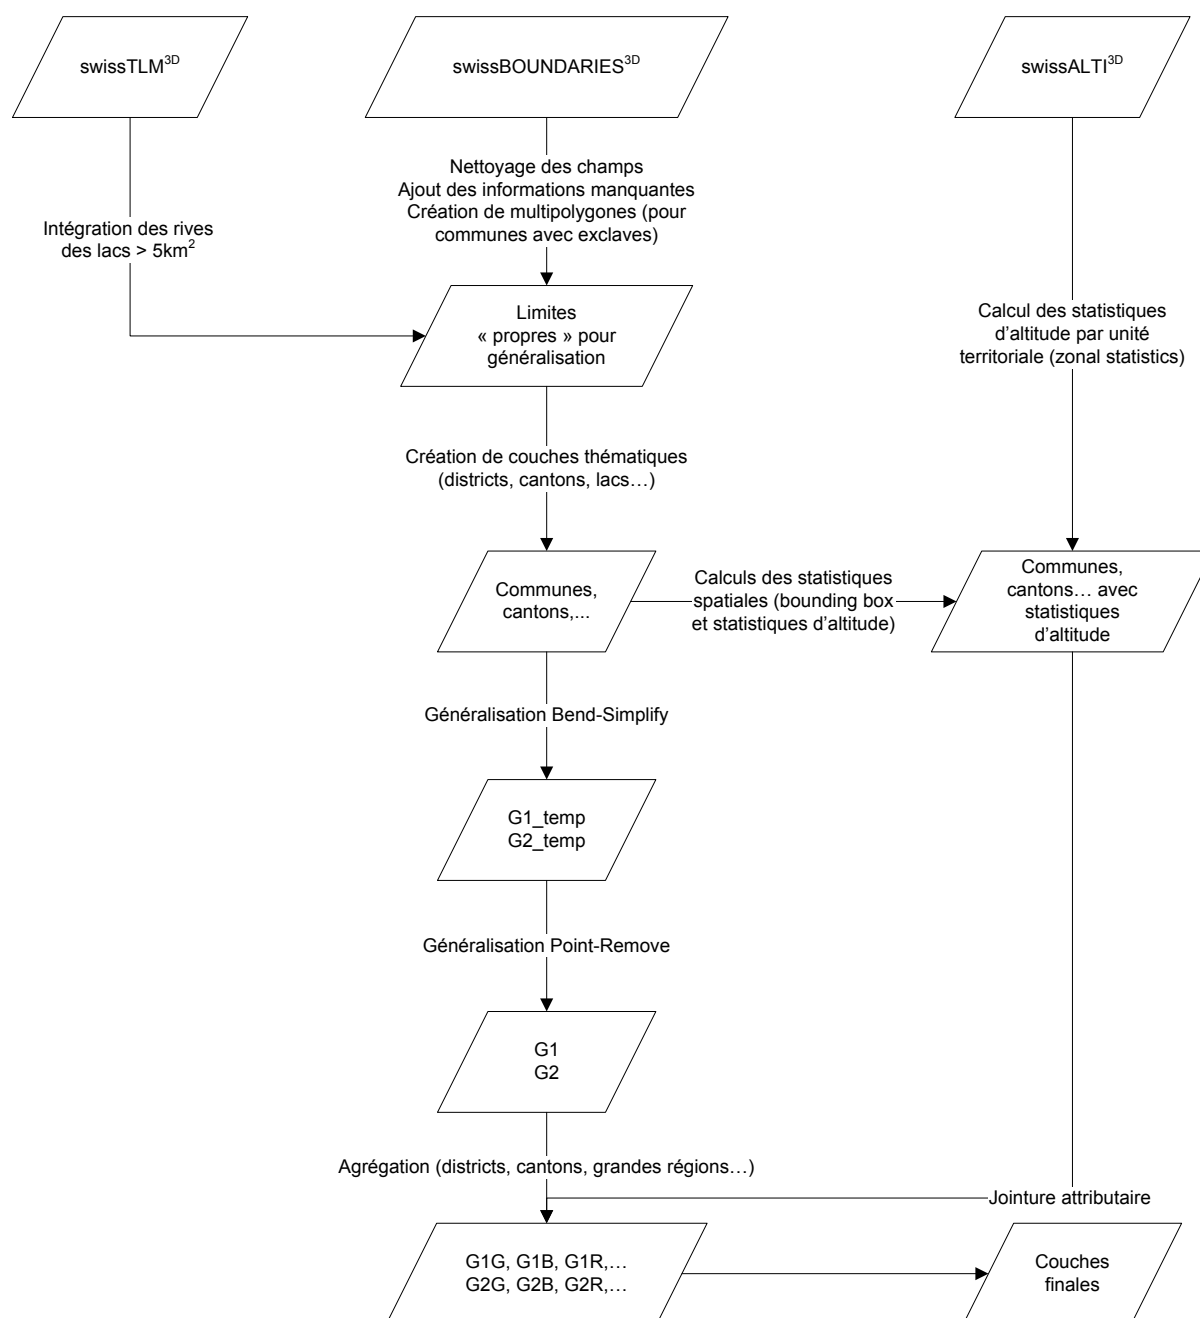 swissTLM3D
swissBOUNDARIES3D
swissALTI3D
Nettoyage des champs
Ajout des informations manquantes
Création de multipolygones (pour
communes avec exclaves)
Intégration des rives
des lacs > 5km2
Limites
« propres » pour
généralisation
Calcul des statistiques
d’altitude par unité
territoriale (zonal statistics)
Création de couches thématiques
(districts, cantons, lacs…)
Communes,
cantons,...
Calculs des statistiques
spatiales (bounding box
et statistiques d’altitude)
Communes,
cantons… avec
statistiques
d’altitude
Généralisation Bend-Simplify
G1_temp
G2_temp
Généralisation Point-Remove
G1
G2
Agrégation (districts, cantons, grandes régions…)
Jointure attributaire
G1G, G1B, G1R,…
G2G, G2B, G2R,…
Couches
finales